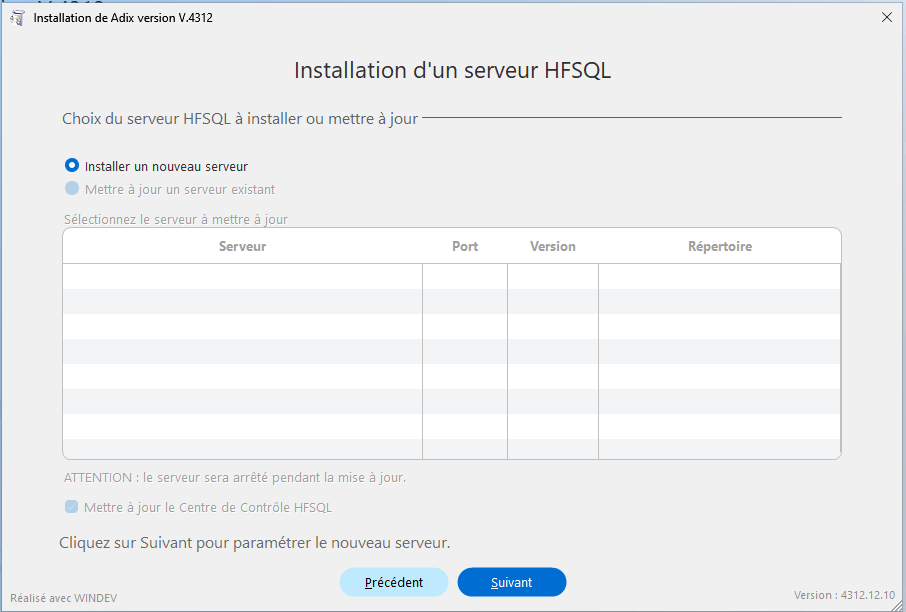 Installation de Adix version V.4312
Installation d'un serveur HFSQL
Choix du serveur HFSQL à installer ou mettre à jour
Installer un nouveau serveur
Mettre à jour un serveur existant
Sélectionnez le serveur à mettre à jour
Serveur Port Version Répertoire
ATTENTION : le serveur sera arrêté pendant la mise à jour.
Mettre à jour le Centre de Contrôle HFSQL
Cliquez sur Suivant pour paramétrer le nouveau serveur.
Précédent Suivant
Réalisé avec WINDEV Version : 4312.12.10